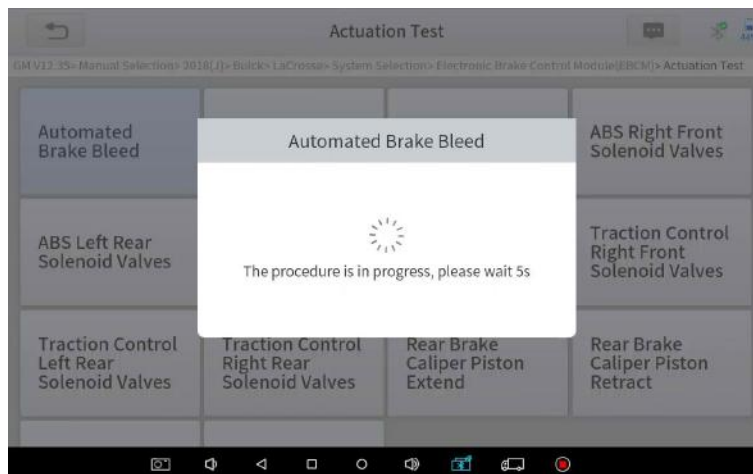 Actuation Test
GM V12.35> Manual Selection> 2018(J)> Buick> LaCrosse> System Selection> Electronic Brake Control Module(EBCM)> Actuation Test
Automated
Brake Bleed
ABS Right Front
Solenoid Valves
Automated Brake Bleed
The procedure is in progress, please wait 5s
ABS Left Rear
Solenoid Valves
Traction Control
Right Front
Solenoid Valves
Traction Control
Left Rear
Solenoid Valves
Traction Control
Right Rear
Solenoid Valves
Rear Brake
Caliper Piston
Extend
Rear Brake
Caliper Piston
Retract